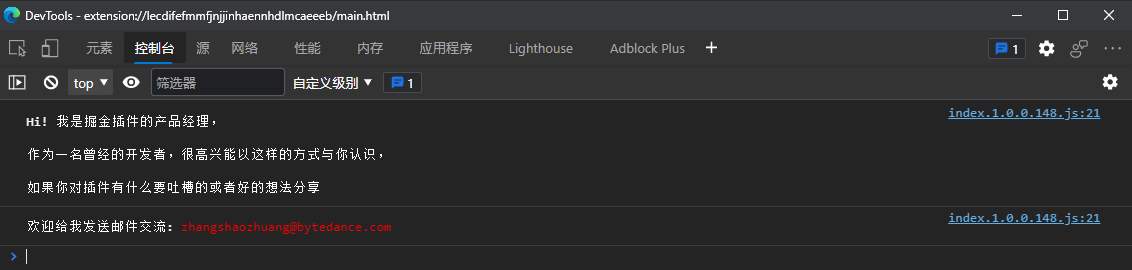 DevTools - extension://lecdifefmmfjnjjinhaennhdlmcaeeeb/main.html
元素 控制台 源 网络 性能 内存 应用程序 Lighthouse Adblock Plus + 1
top 筛选器 自定义级别 1
Hi! 我是掘金插件的产品经理， index.1.0.0.148.js:21
作为一名曾经的开发者，很高兴能以这样的方式与你认识，
如果你对插件有什么要吐槽的或者好的想法分享
欢迎给我发送邮件交流：zhangshaozhuang@bytedance.com index.1.0.0.148.js:21